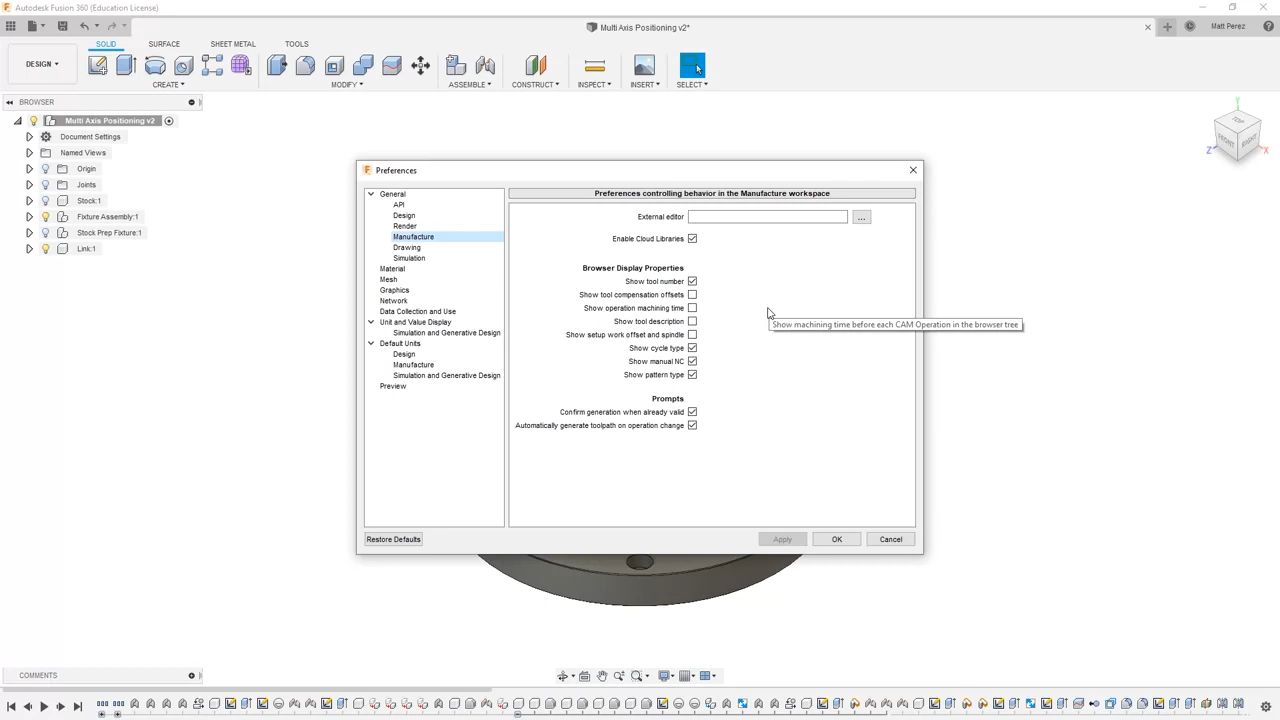 Autodesk Fusion 360 (Education License)
Multi Axis Positioning v2*
Matt Perez
DESIGN
SOLID SURFACE SHEET METAL TOOLS
CREATE MODIFY ASSEMBLE CONSTRUCT INSPECT INSERT SELECT
BROWSER
Multi Axis Positioning v2
Document Settings
Named Views
Origin
Joints
Stock:1
Fixture Assembly:1
Stock Prep Fixture:1
Link:1
TOP
FRONT
RIGHT
Y
Z
X
Preferences
General
API
Design
Render
Manufacture
Drawing
Simulation
Material
Mesh
Graphics
Network
Data Collection and Use
Unit and Value Display
Simulation and Generative Design
Default Units
Design
Manufacture
Simulation and Generative Design
Preview
Preferences controlling behavior in the Manufacture workspace
External editor
...
Enable Cloud Libraries
Browser Display Properties
Show tool number
Show tool compensation offsets
Show operation machining time
Show tool description
Show setup work offset and spindle
Show cycle type
Show manual NC
Show pattern type
Prompts
Confirm generation when already valid
Automatically generate toolpath on operation change
Show machining time before each CAM Operation in the browser tree
Restore Defaults
Apply
OK
Cancel
COMMENTS